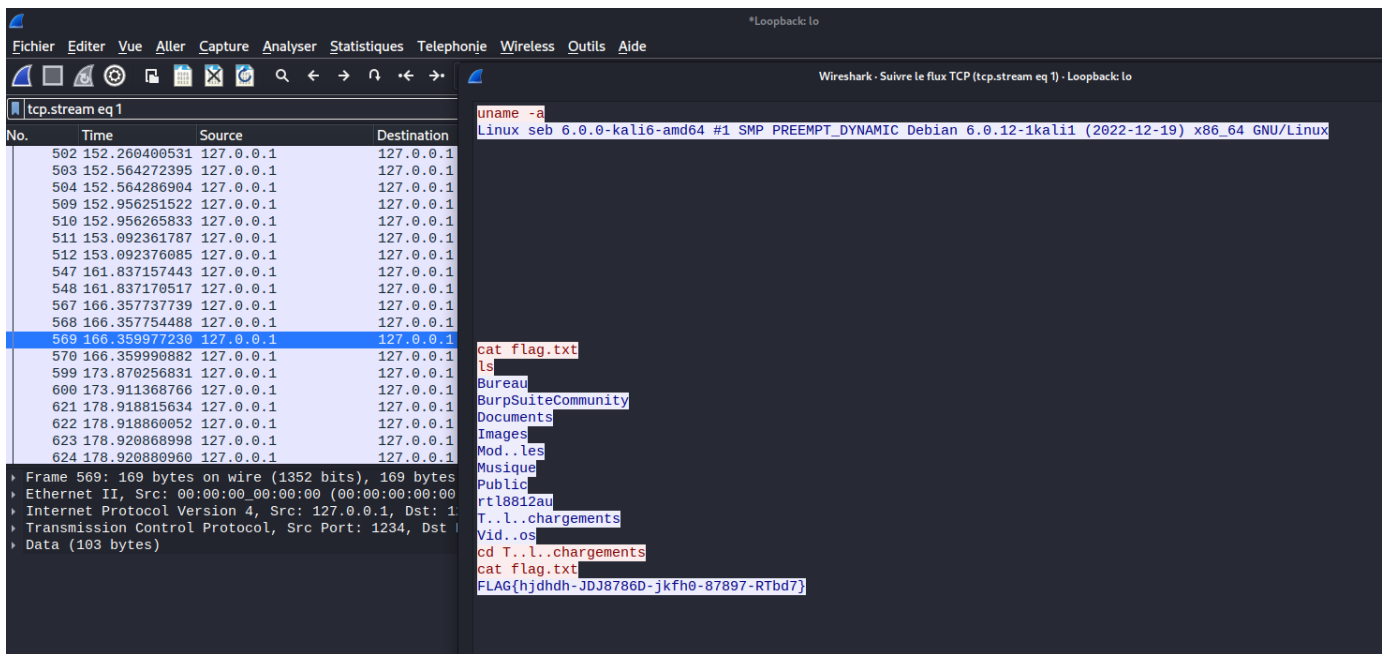 *Loopback: lo
Fichier Editer Vue Aller Capture Analyser Statistiques Telephonie Wireless Outils Aide
Wireshark · Suivre le flux TCP (tcp.stream eq 1) · Loopback: lo
tcp.stream eq 1
No. Time Source Destination
502 152.260400531 127.0.0.1 127.0.0.1
503 152.564272395 127.0.0.1 127.0.0.1
504 152.564286904 127.0.0.1 127.0.0.1
509 152.956251522 127.0.0.1 127.0.0.1
510 152.956265833 127.0.0.1 127.0.0.1
511 153.092361787 127.0.0.1 127.0.0.1
512 153.092376085 127.0.0.1 127.0.0.1
547 161.837157443 127.0.0.1 127.0.0.1
548 161.837170517 127.0.0.1 127.0.0.1
567 166.357737739 127.0.0.1 127.0.0.1
568 166.357754488 127.0.0.1 127.0.0.1
569 166.359977230 127.0.0.1 127.0.0.1
570 166.359990882 127.0.0.1 127.0.0.1
599 173.870256831 127.0.0.1 127.0.0.1
600 173.911368766 127.0.0.1 127.0.0.1
621 178.918815634 127.0.0.1 127.0.0.1
622 178.918860052 127.0.0.1 127.0.0.1
623 178.920868998 127.0.0.1 127.0.0.1
624 178.920880960 127.0.0.1 127.0.0.1
Frame 569: 169 bytes on wire (1352 bits), 169 bytes
Ethernet II, Src: 00:00:00_00:00:00 (00:00:00:00:00
Internet Protocol Version 4, Src: 127.0.0.1, Dst: 1
Transmission Control Protocol, Src Port: 1234, Dst
Data (103 bytes)
uname -a
Linux seb 6.0.0-kali6-amd64 #1 SMP PREEMPT_DYNAMIC Debian 6.0.12-1kali1 (2022-12-19) x86_64 GNU/Linux
cat flag.txt
ls
Bureau
BurpSuiteCommunity
Documents
Images
Mod..les
Musique
Public
rtl8812au
T..l..chargements
Vid..os
cd T..l..chargements
cat flag.txt
FLAG{hjdhdh-JDJ8786D-jkfh0-87897-RTbd7}